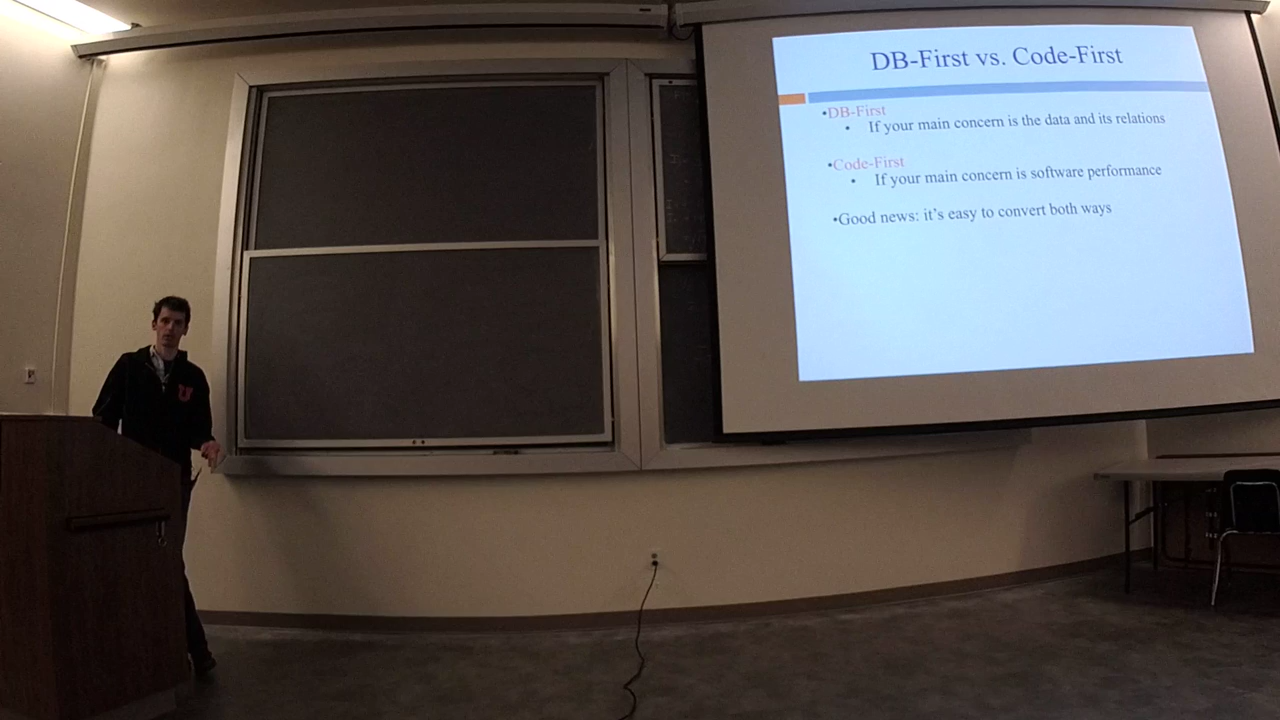 DB-First vs. Code-First
•DB-First
• If your main concern is the data and its relations
•Code-First
• If your main concern is software performance
•Good news: it's easy to convert both ways
U